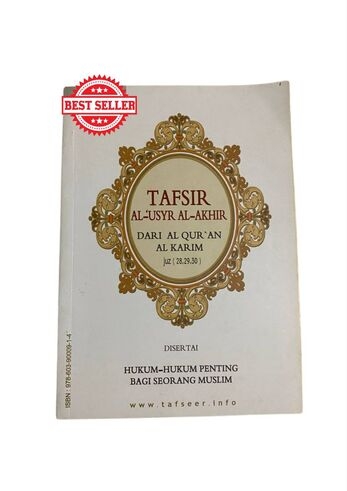 BEST SELLER
TAFSIR
AL-'USYR AL-AKHIR
DARI AL QUR`AN
AL KARIM
juz ( 28.29.30 )
DISERTAI
HUKUM-HUKUM PENTING
BAGI SEORANG MUSLIM
www.tafseer.info
ISBN : 978-603-90009-1-4